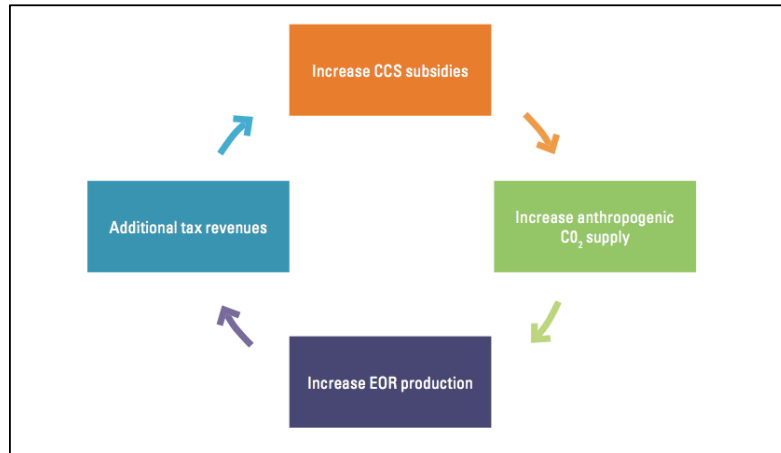 Increase CCS subsidies
Additional tax revenues
Increase anthropogenic
CO₂ supply
Increase EOR production